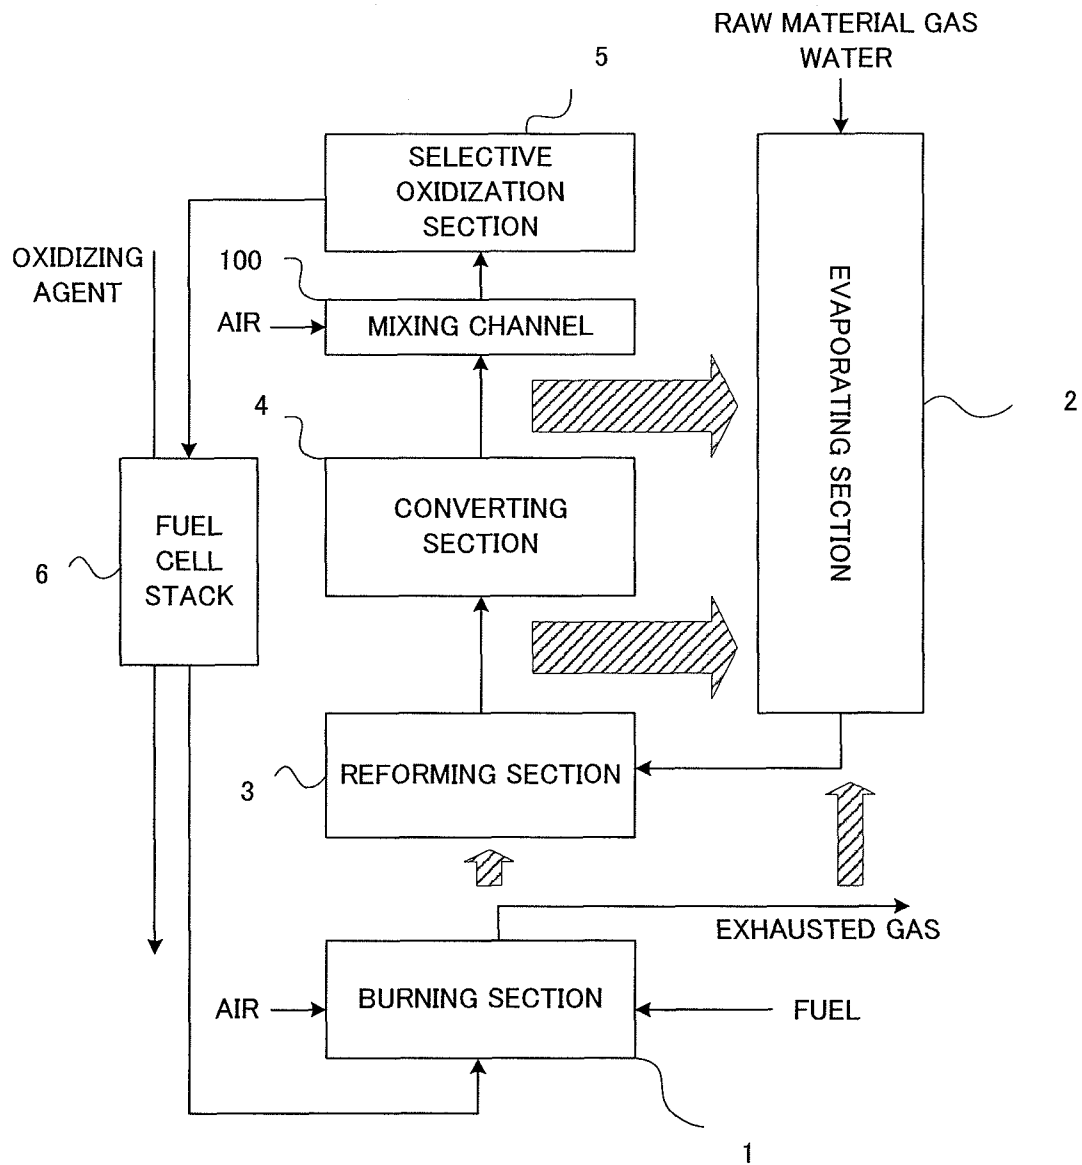 RAW MATERIAL GAS
WATER
5
SELECTIVE
OXIDIZATION
SECTION
OXIDIZING
AGENT
100
AIR
MIXING CHANNEL
EVAPORATING SECTION
2
4
CONVERTING
SECTION
FUEL
CELL
STACK
6
REFORMING SECTION
3
EXHAUSTED GAS
BURNING SECTION
AIR
FUEL
1